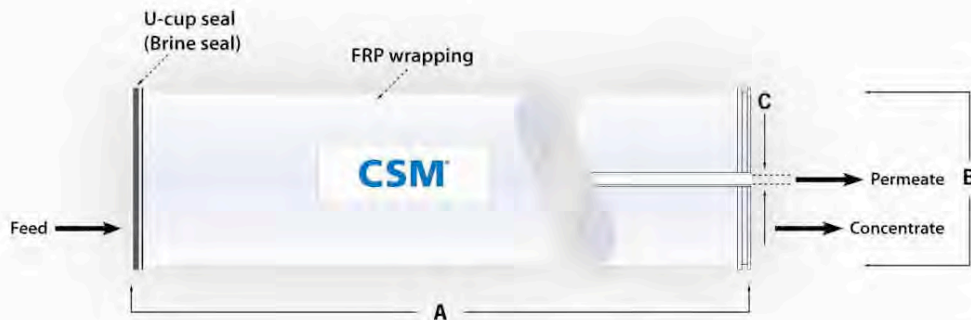 U-cup seal
(Brine seal)
FRP wrapping
C
CSM
B
Permeate
Feed
Concentrate
A